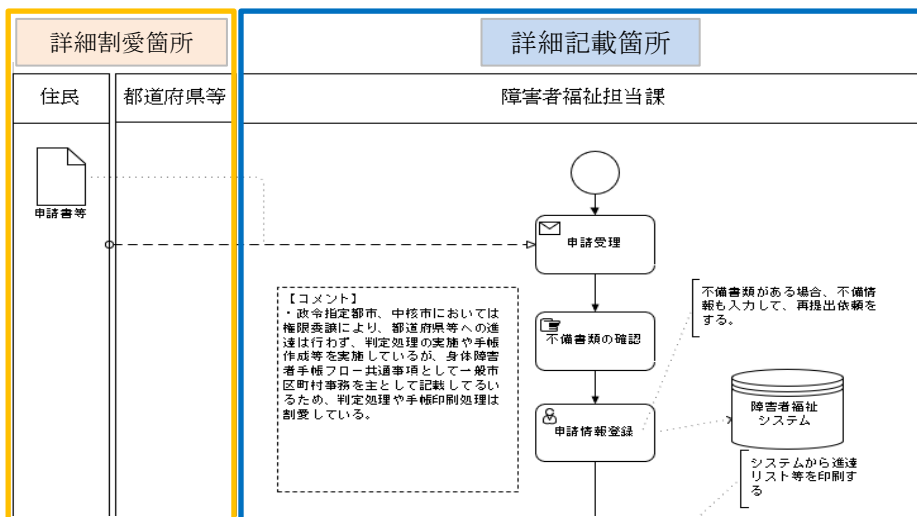 詳細割愛箇所
詳細記載箇所
住民
都道府県等
障害者福祉担当課
申請書等
申請受理
【コメント】
・政令指定都市、中核市においては
権限委譲により、都道府県等への進
達は行わず、判定処理の実施や手帳
作成等を実施しているが、身体障害
者手帳フロー共通事項として一般市
区町村事務を主として記載してるい
るため、判定処理や手帳印刷処理は
割愛している。
不備書類の確認
不備書類がある場合、不備情
報も入力して、再提出依頼を
する。
申請情報登録
障害者福祉
システム
システムから進達
リスト等を印刷す
る